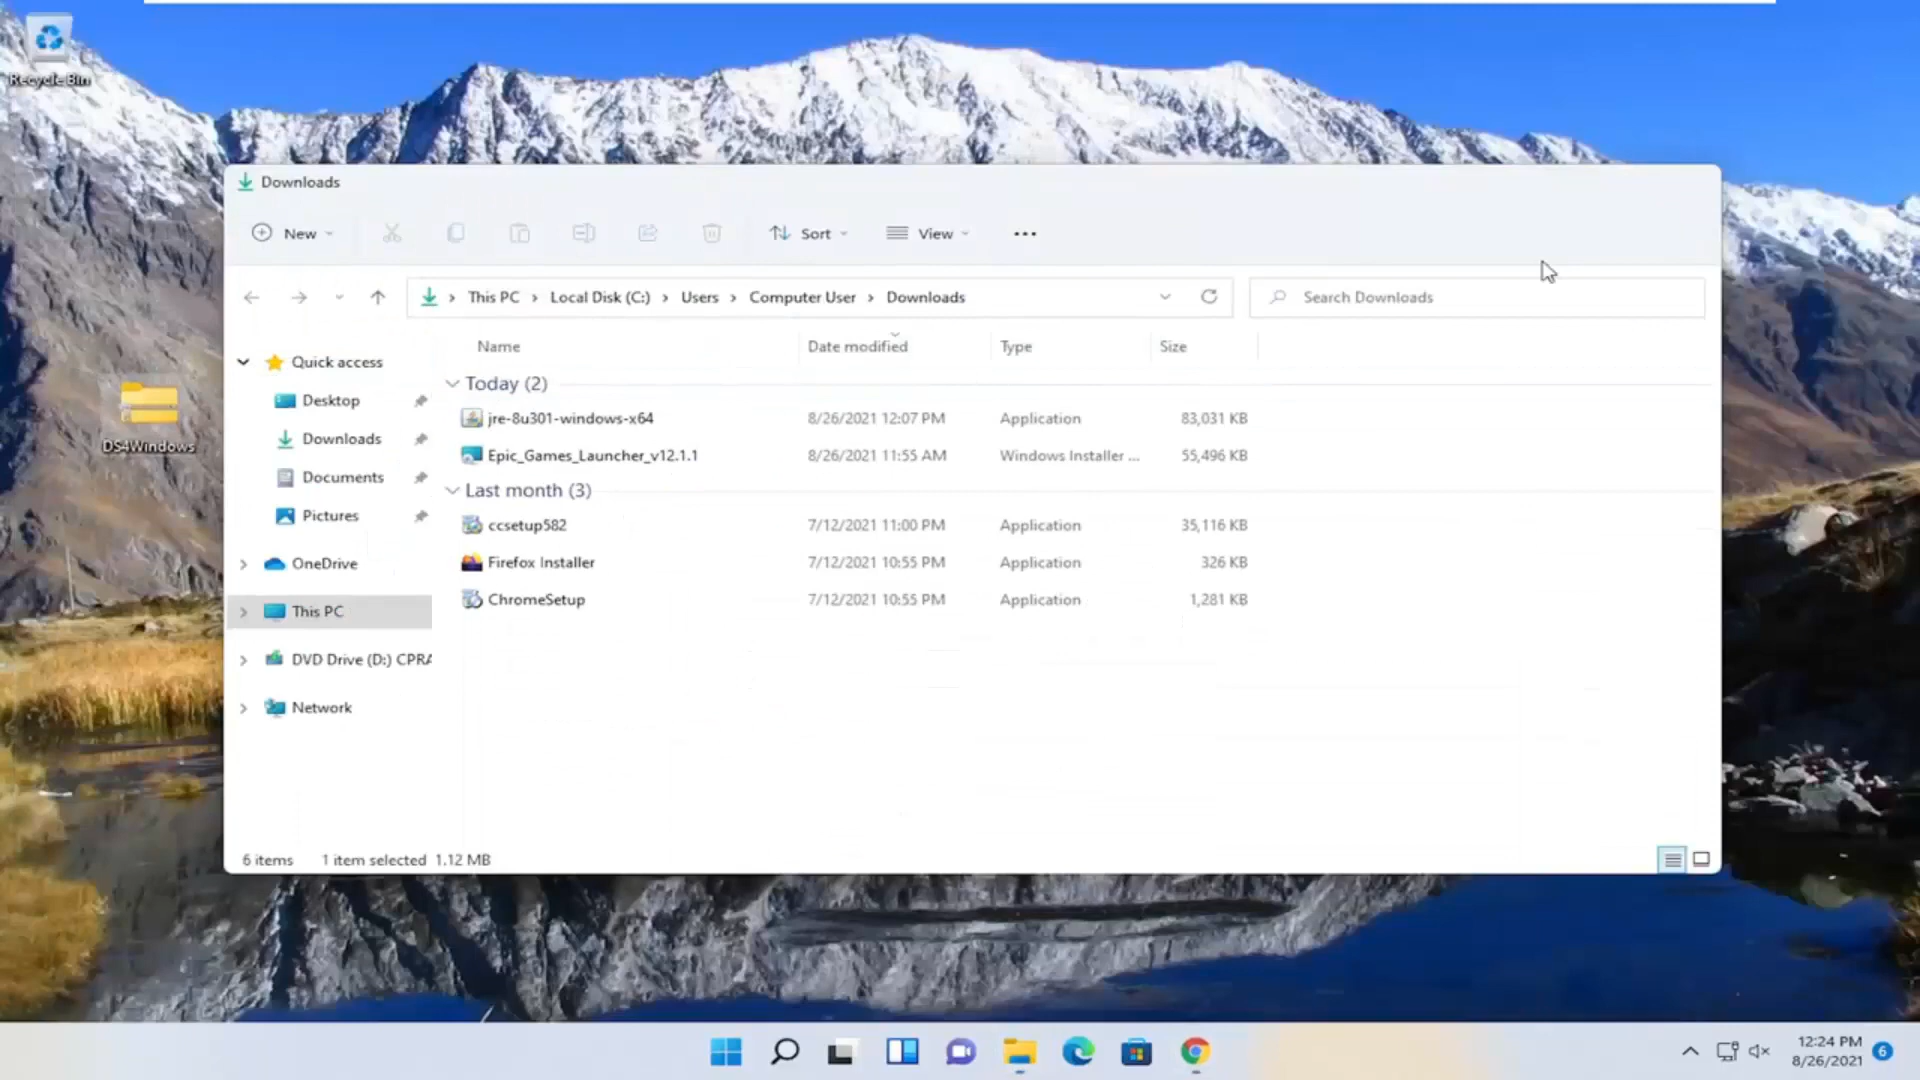 Recycle Bin
Downloads
New
Sort
View
This PC > Local Disk (C:) > Users > Computer User > Downloads
Search Downloads
Name Date modified Type Size
Quick access
Desktop
Downloads
Documents
Pictures
OneDrive
This PC
DVD Drive (D:) CPRA
Network
Today (2)
jre-8u301-windows-x64 8/26/2021 12:07 PM Application 83,031 KB
Epic_Games_Launcher_v12.1.1 8/26/2021 11:55 AM Windows Installer ... 55,496 KB
Last month (3)
ccsetup582 7/12/2021 11:00 PM Application 35,116 KB
Firefox Installer 7/12/2021 10:55 PM Application 326 KB
ChromeSetup 7/12/2021 10:55 PM Application 1,281 KB
DS4Windows
6 items 1 item selected 1.12 MB
12:24 PM
8/26/2021
6